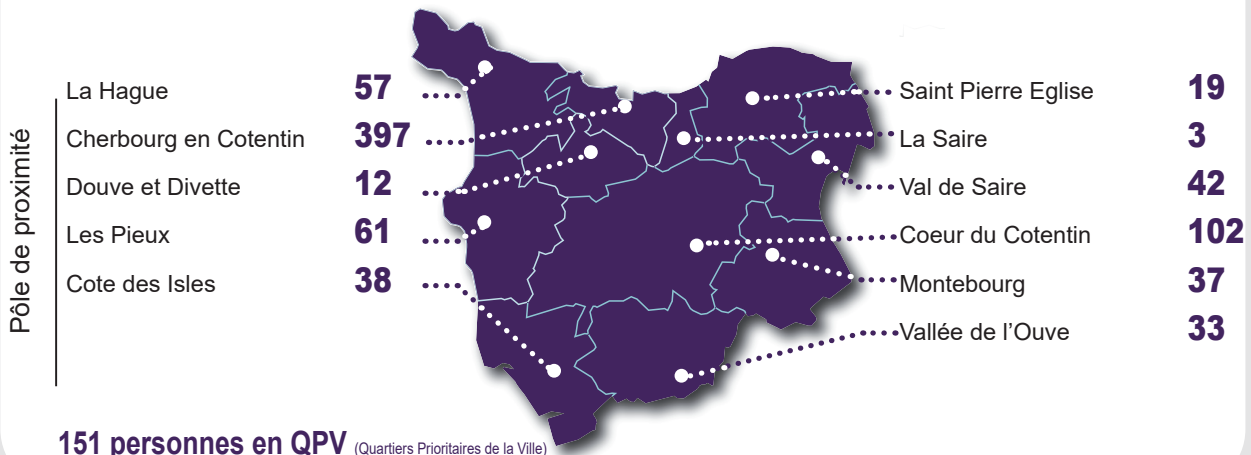 Pôle de proximité
La Hague 57
Cherbourg en Cotentin 397
Douve et Divette 12
Les Pieux 61
Cote des Isles 38
Saint Pierre Eglise 19
La Saire 3
Val de Saire 42
Coeur du Cotentin 102
Montebourg 37
Vallée de l’Ouve 33
151 personnes en QPV (Quartiers Prioritaires de la Ville)